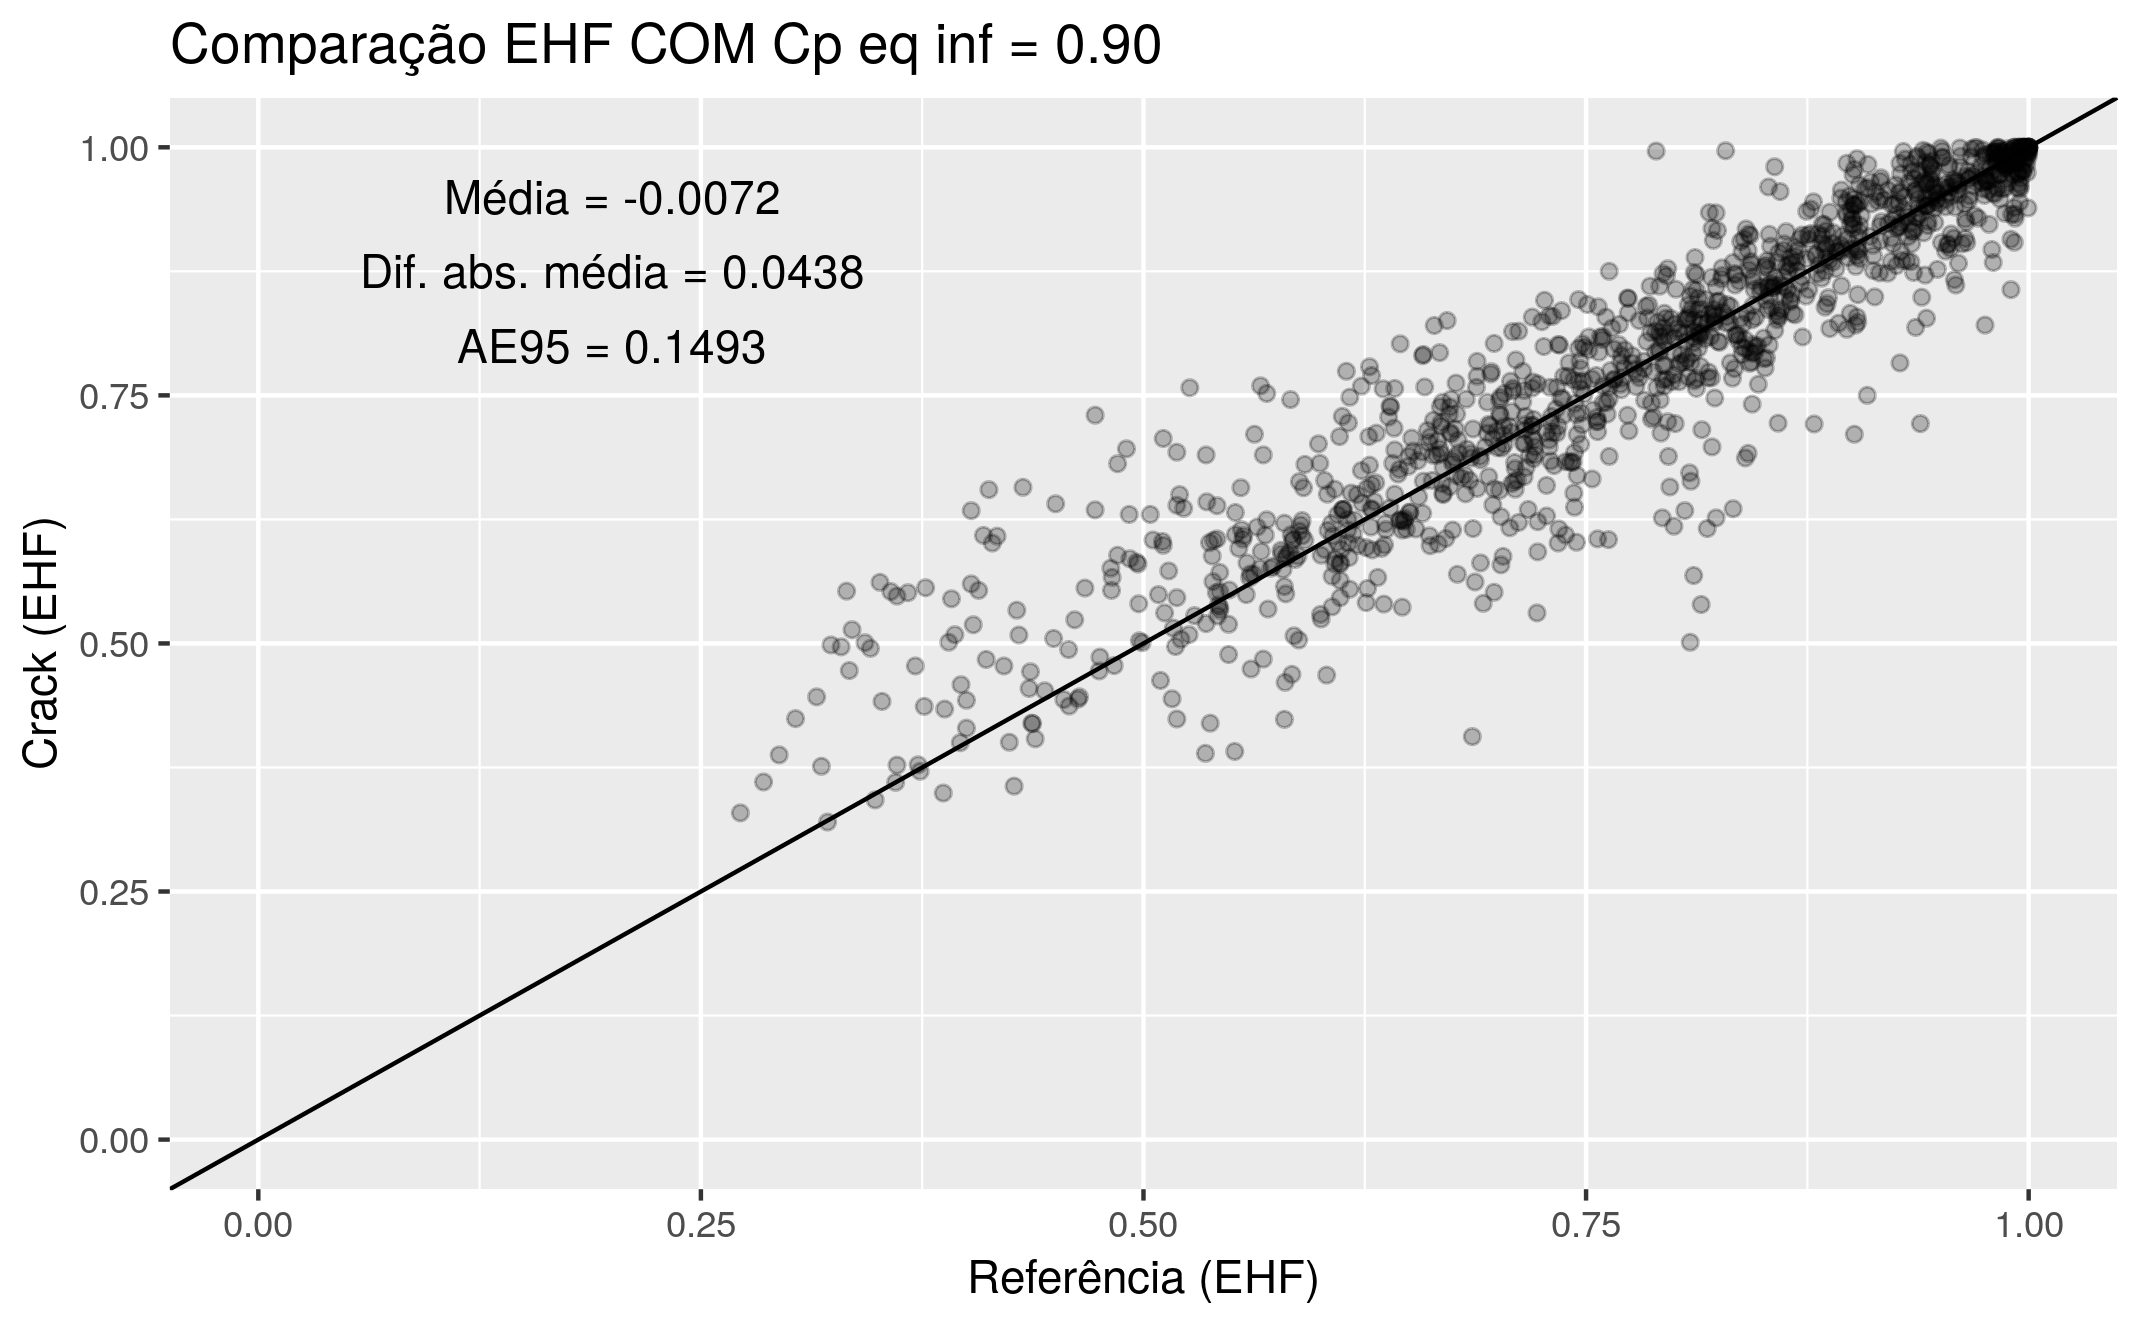 Comparação EHF COM Cp eq inf = 0.90
Média = -0.0072
Dif. abs. média = 0.0438
AE95 = 0.1493
Crack (EHF)
1.00
0.75
0.50
0.25
0.00
0.00 0.25 0.50 0.75 1.00
Referência (EHF)